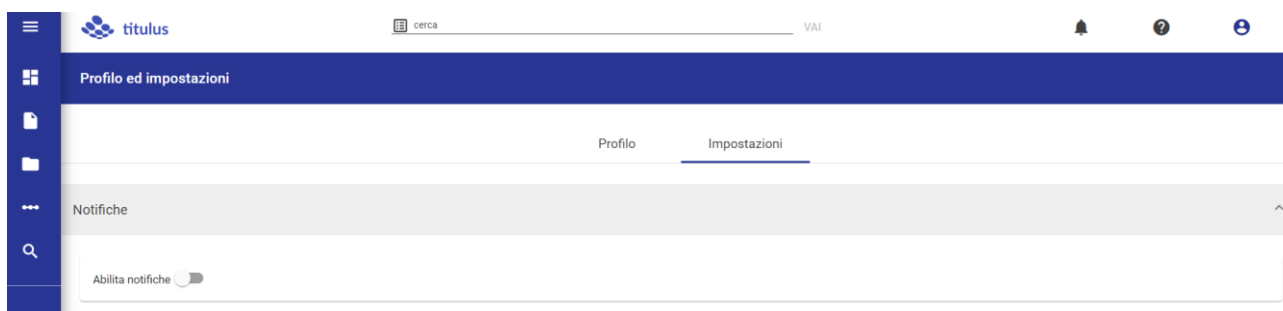 titulus
cerca
VAI
Profilo ed impostazioni
Profilo
Impostazioni
Notifiche
Abilita notifiche